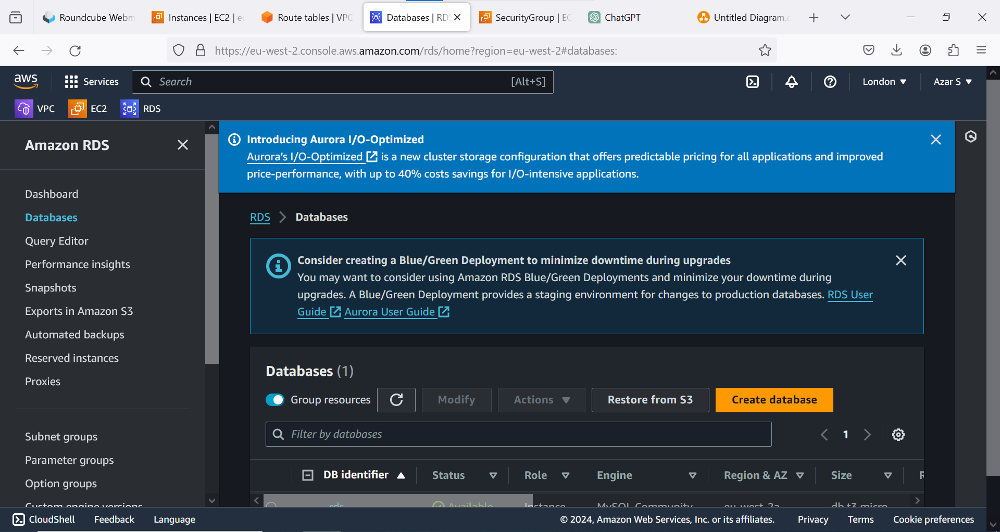 Roundcube Webm
Instances | EC2 | eu
Route tables | VPC
Databases | RDS
SecurityGroup | EC
ChatGPT
Untitled Diagram.
https://eu-west-2.console.aws.amazon.com/rds/home?region=eu-west-2#databases:
aws
Services
Search
[Alt+S]
London
Azar S
VPC
EC2
RDS
Amazon RDS
Dashboard
Databases
Query Editor
Performance insights
Snapshots
Exports in Amazon S3
Automated backups
Reserved instances
Proxies
Subnet groups
Parameter groups
Option groups
Custom engine versions
Introducing Aurora I/O-Optimized
Aurora's I/O-Optimized is a new cluster storage configuration that offers predictable pricing for all applications and improved
price-performance, with up to 40% costs savings for I/O-intensive applications.
RDS > Databases
Consider creating a Blue/Green Deployment to minimize downtime during upgrades
You may want to consider using Amazon RDS Blue/Green Deployments and minimize your downtime during
upgrades. A Blue/Green Deployment provides a staging environment for changes to production databases. RDS User
Guide Aurora User Guide
Databases (1)
Group resources
Modify
Actions
Restore from S3
Create database
Filter by databases
1
DB identifier
Status
Role
Engine
Region & AZ
Size
rds
Available
Instance
MySQL Community
eu-west-2a
db.t3.micro
CloudShell
Feedback
Language
© 2024, Amazon Web Services, Inc. or its affiliates.
Privacy
Terms
Cookie preferences